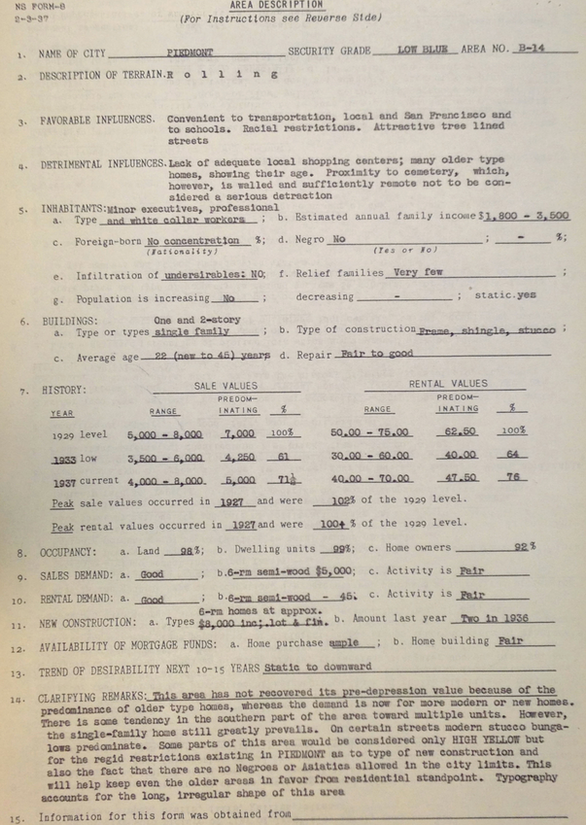 NS FORM-8
2-3-37
AREA DESCRIPTION
(For Instructions see Reverse Side)
1. NAME OF CITY PIEDMONT SECURITY GRADE LOW BLUE AREA NO. B-14
2. DESCRIPTION OF TERRAIN. R o l l i n g
3. FAVORABLE INFLUENCES. Convenient to transportation, local and San Francisco and
to schools. Racial restrictions. Attractive tree lined
streets
4. DETRIMENTAL INFLUENCES. Lack of adequate local shopping centers; many older type
homes, showing their age. Proximity to cemetery, which,
however, is walled and sufficiently remote not to be con-
sidered a serious detraction
5. INHABITANTS: Minor executives, professional
a. Type and white collar workers ; b. Estimated annual family income $1,800 - 3,500
c. Foreign-born No concentration %; d. Negro No ; - %;
(Nationality) (Yes or No)
e. Infiltration of undersirables: NO; f. Relief families Very few ;
g. Population is increasing No ; decreasing - ; static.yes
6. BUILDINGS: One and 2-story
a. Type or types single family ; b. Type of construction Frame, shingle, stucco ;
c. Average age 22 (new to 45) years d. Repair Fair to good
7. HISTORY: SALE VALUES RENTAL VALUES
PREDOM- PREDOM-
YEAR RANGE INATING % RANGE INATING %
1929 level 5,000 - 8,000 7,000 100% 50.00 - 75.00 62.50 100%
1933 low 3,500 - 6,000 4,250 61 30.00 - 60.00 40.00 64
1937 current 4,000 - 8,000 5,000 71½ 40.00 - 70.00 47.50 76
Peak sale values occurred in 1927 and were 102% of the 1929 level.
Peak rental values occurred in 1927 and were 100+ % of the 1929 level.
8. OCCUPANCY: a. Land 98%; b. Dwelling units 99%; c. Home owners 92%
9. SALES DEMAND: a. Good ; b. 6-rm semi-wood $5,000; c. Activity is Fair
10. RENTAL DEMAND: a. Good ; b. 6-rm semi-wood - 45. c. Activity is Fair
6-rm homes at approx.
11. NEW CONSTRUCTION: a. Types $8,000 inc; lot & fin. b. Amount last year Two in 1936
12. AVAILABILITY OF MORTGAGE FUNDS: a. Home purchase ample ; b. Home building Fair
13. TREND OF DESIRABILITY NEXT 10-15 YEARS Static to downward
14. CLARIFYING REMARKS: This area has not recovered its pre-depression value because of the
predominance of older type homes, whereas the demand is now for more modern or new homes.
There is some tendency in the southern part of the area toward multiple units. However,
the single-family home still greatly prevails. On certain streets modern stucco bunga-
lows predominate. Some parts of this area would be considered only HIGH YELLOW but
for the regid restrictions existing in PIEDMONT as to type of new construction and
also the fact that there are no Negroes or Asiatics allowed in the city limits. This
will help keep even the older areas in favor from residential standpoint. Typography
accounts for the long, irregular shape of this area
15. Information for this form was obtained from